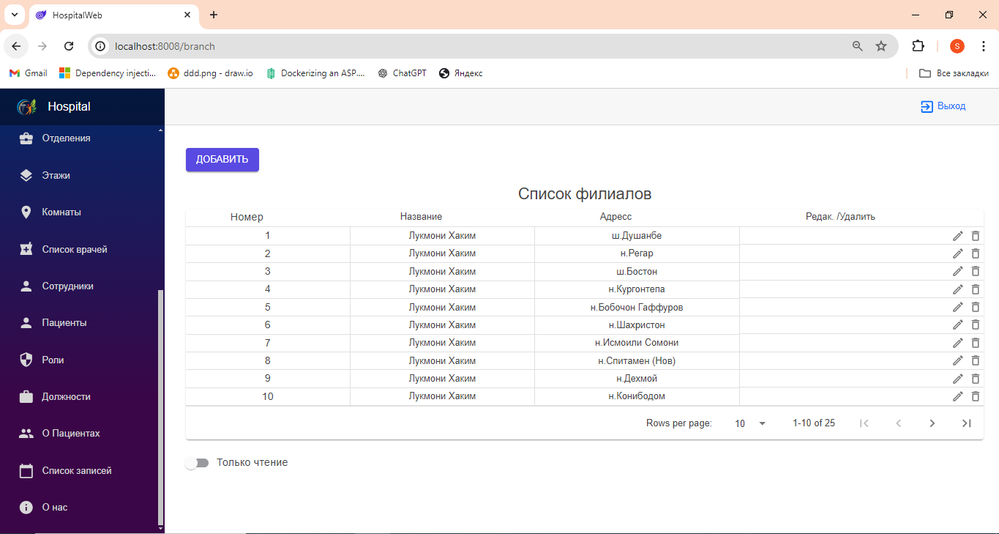 HospitalWeb
localhost:8008/branch
Gmail Dependency injecti... ddd.png - draw.io Dockerizing an ASP.... ChatGPT Яндекс Все закладки
Hospital
Выход
Отделения
Этажи
Комнаты
Список врачей
Сотрудники
Пациенты
Роли
Должности
О Пациентах
Список записей
О нас
ДОБАВИТЬ
Список филиалов
Номер Название Адресс Редак. /Удалить
1 Лукмони Хаким ш.Душанбе
2 Лукмони Хаким н.Регар
3 Лукмони Хаким ш.Бостон
4 Лукмони Хаким н.Кургонтепа
5 Лукмони Хаким н.Бобочон Гаффуров
6 Лукмони Хаким н.Шахристон
7 Лукмони Хаким н.Исмоили Сомони
8 Лукмони Хаким н.Спитамен (Нов)
9 Лукмони Хаким н.Дехмой
10 Лукмони Хаким н.Конибодом
Rows per page: 10 1-10 of 25
Только чтение
S